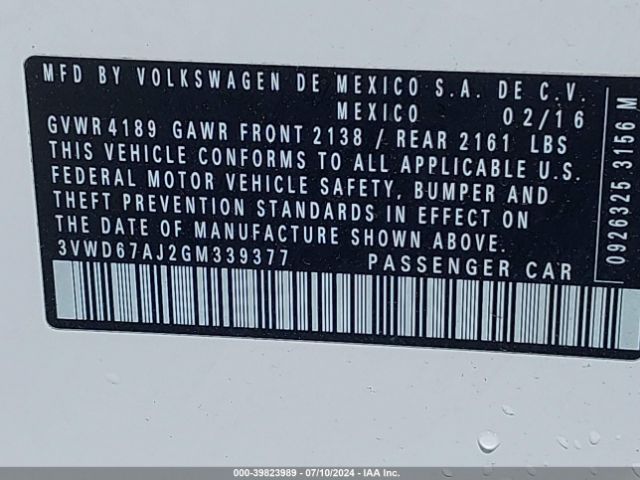 MFD BY VOLKSWAGEN DE MEXICO S.A. DE C.V.
MEXICO 02/16
GVWR 4189 GAWR FRONT 2138 / REAR 2161 LBS
THIS VEHICLE CONFORMS TO ALL APPLICABLE U.S.
FEDERAL MOTOR VEHICLE SAFETY, BUMPER AND
THEFT PREVENTION STANDARDS IN EFFECT ON
THE DATE OF MANUFACTURE SHOWN ABOVE.
3VWD67AJ2GM339377 PASSENGER CAR
0926325 3156 M
000-39823989 - 07/10/2024 - IAA Inc.